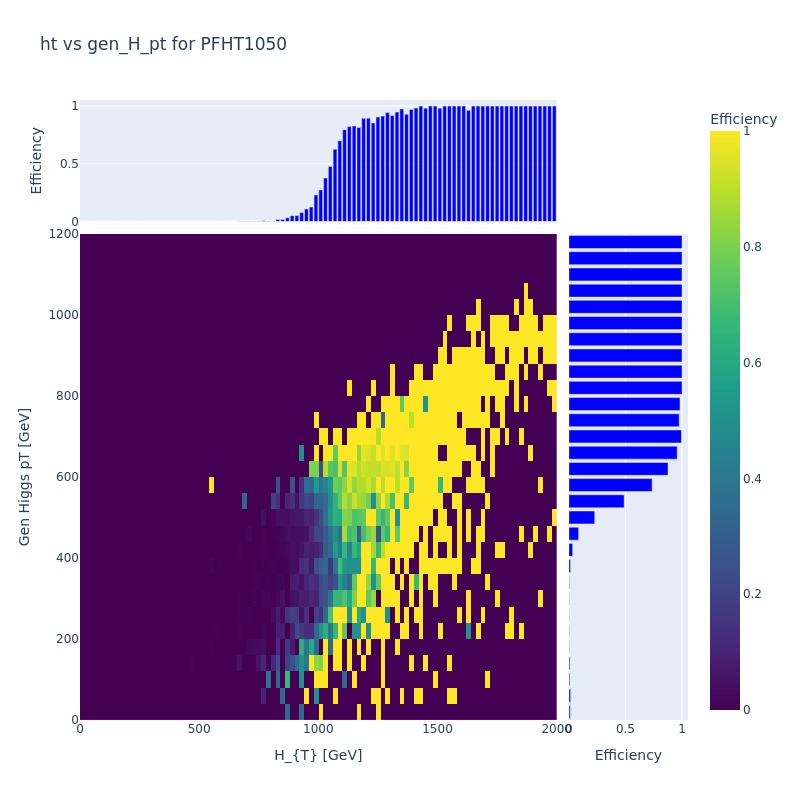 ht vs gen_H_pt for PFHT1050
Efficiency
1
0.5
0
Efficiency
1
0.8
0.6
0.4
0.2
0
Gen Higgs pT [GeV]
1200
1000
800
600
400
200
0
0 500 1000 1500 2000
H_{T} [GeV]
0 0.5 1
Efficiency